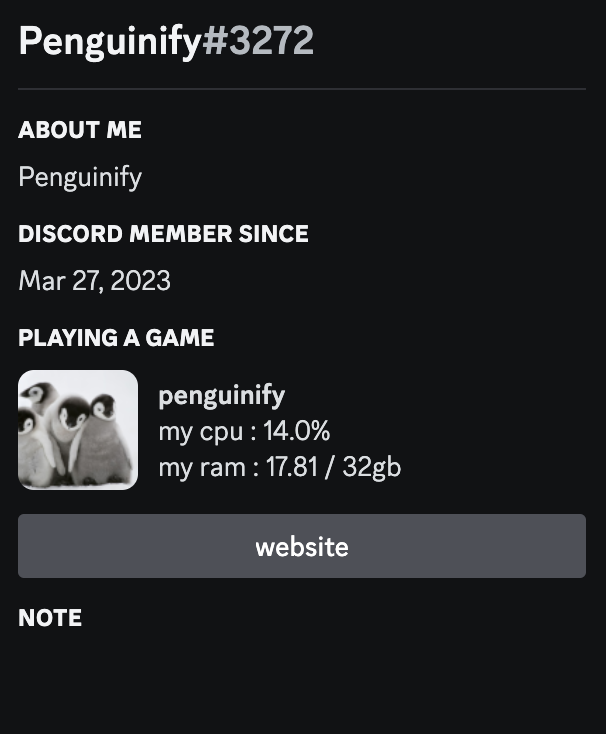 Penguinify#3272
ABOUT ME
Penguinify
DISCORD MEMBER SINCE
Mar 27, 2023
PLAYING A GAME
penguinify
my cpu : 14.0%
my ram : 17.81 / 32gb
website
NOTE